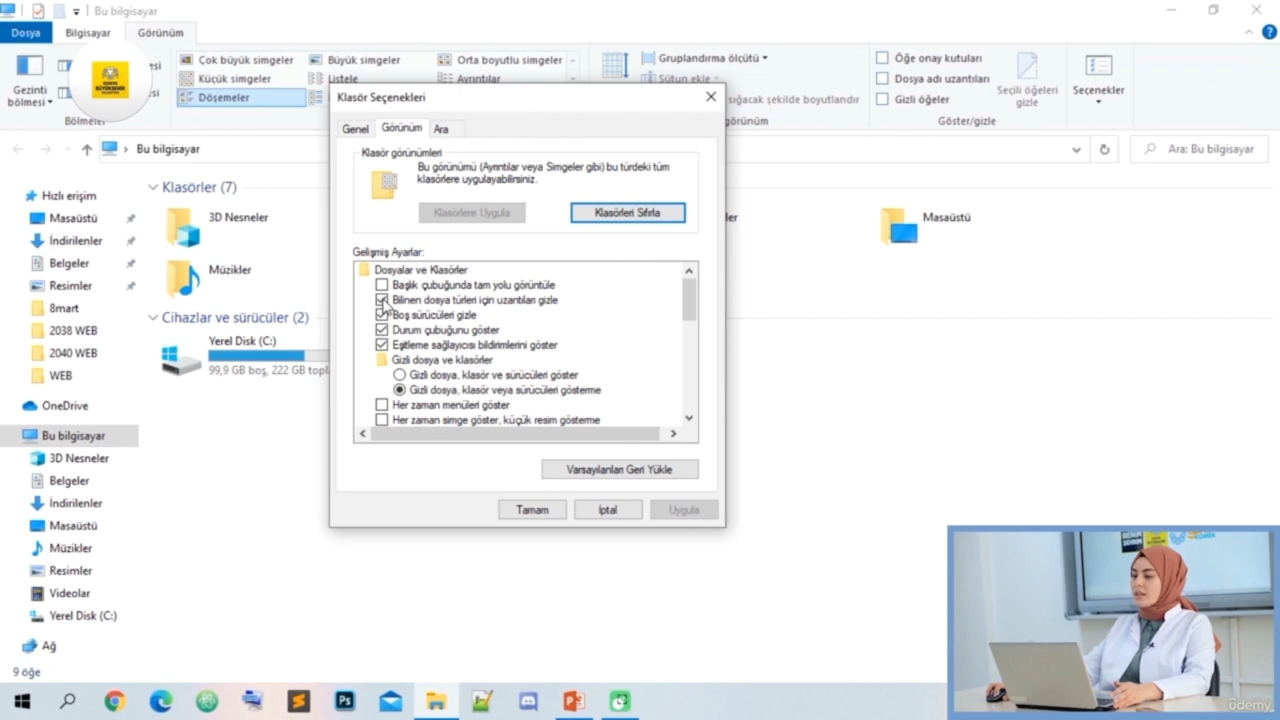 Bu bilgisayar
Dosya
Bilgisayar
Görünüm
Gezinti
bölmesi
Bölmeler
Çok büyük simgeler
Büyük simgeler
Orta boyutlu simgeler
Küçük simgeler
Listele
Ayrıntılar
Döşemeler
Gruplandırma ölçütü
Sütun ekle
sığacak şekilde boyutlandır
görünüm
Öğe onay kutuları
Dosya adı uzantıları
Gizli öğeler
Seçili öğeleri
gizle
Göster/gizle
Seçenekler
Bu bilgisayar
Ara: Bu bilgisayar
Hızlı erişim
Masaüstü
İndirilenler
Belgeler
Resimler
8mart
2038 WEB
2040 WEB
WEB
OneDrive
Bu bilgisayar
3D Nesneler
Belgeler
İndirilenler
Masaüstü
Müzikler
Resimler
Videolar
Yerel Disk (C:)
Ağ
9 öğe
Klasörler (7)
3D Nesneler
Müzikler
Masaüstü
Cihazlar ve sürücüler (2)
Yerel Disk (C:)
99,9 GB boş, 222 GB
Klasör Seçenekleri
Genel
Görünüm
Ara
Klasör görünümleri
Bu görünümü (Ayrıntılar veya Simgeler gibi) bu türdeki tüm
klasörlere uygulayabilirsiniz.
Klasörlere Uygula
Klasörleri Sıfırla
Gelişmiş Ayarlar:
Dosyalar ve Klasörler
Başlık çubuğunda tam yolu görüntüle
Bilinen dosya türleri için uzantıları gizle
Boş sürücüleri gizle
Durum çubuğunu göster
Eşitleme sağlayıcısı bildirimlerini göster
Gizli dosya ve klasörler
Gizli dosya, klasör ve sürücüleri göster
Gizli dosya, klasör veya sürücüleri gösterme
Her zaman menüleri göster
Her zaman simge göster, küçük resim gösterme
Varsayılanları Geri Yükle
Tamam
İptal
Uygula
Ps
udemy